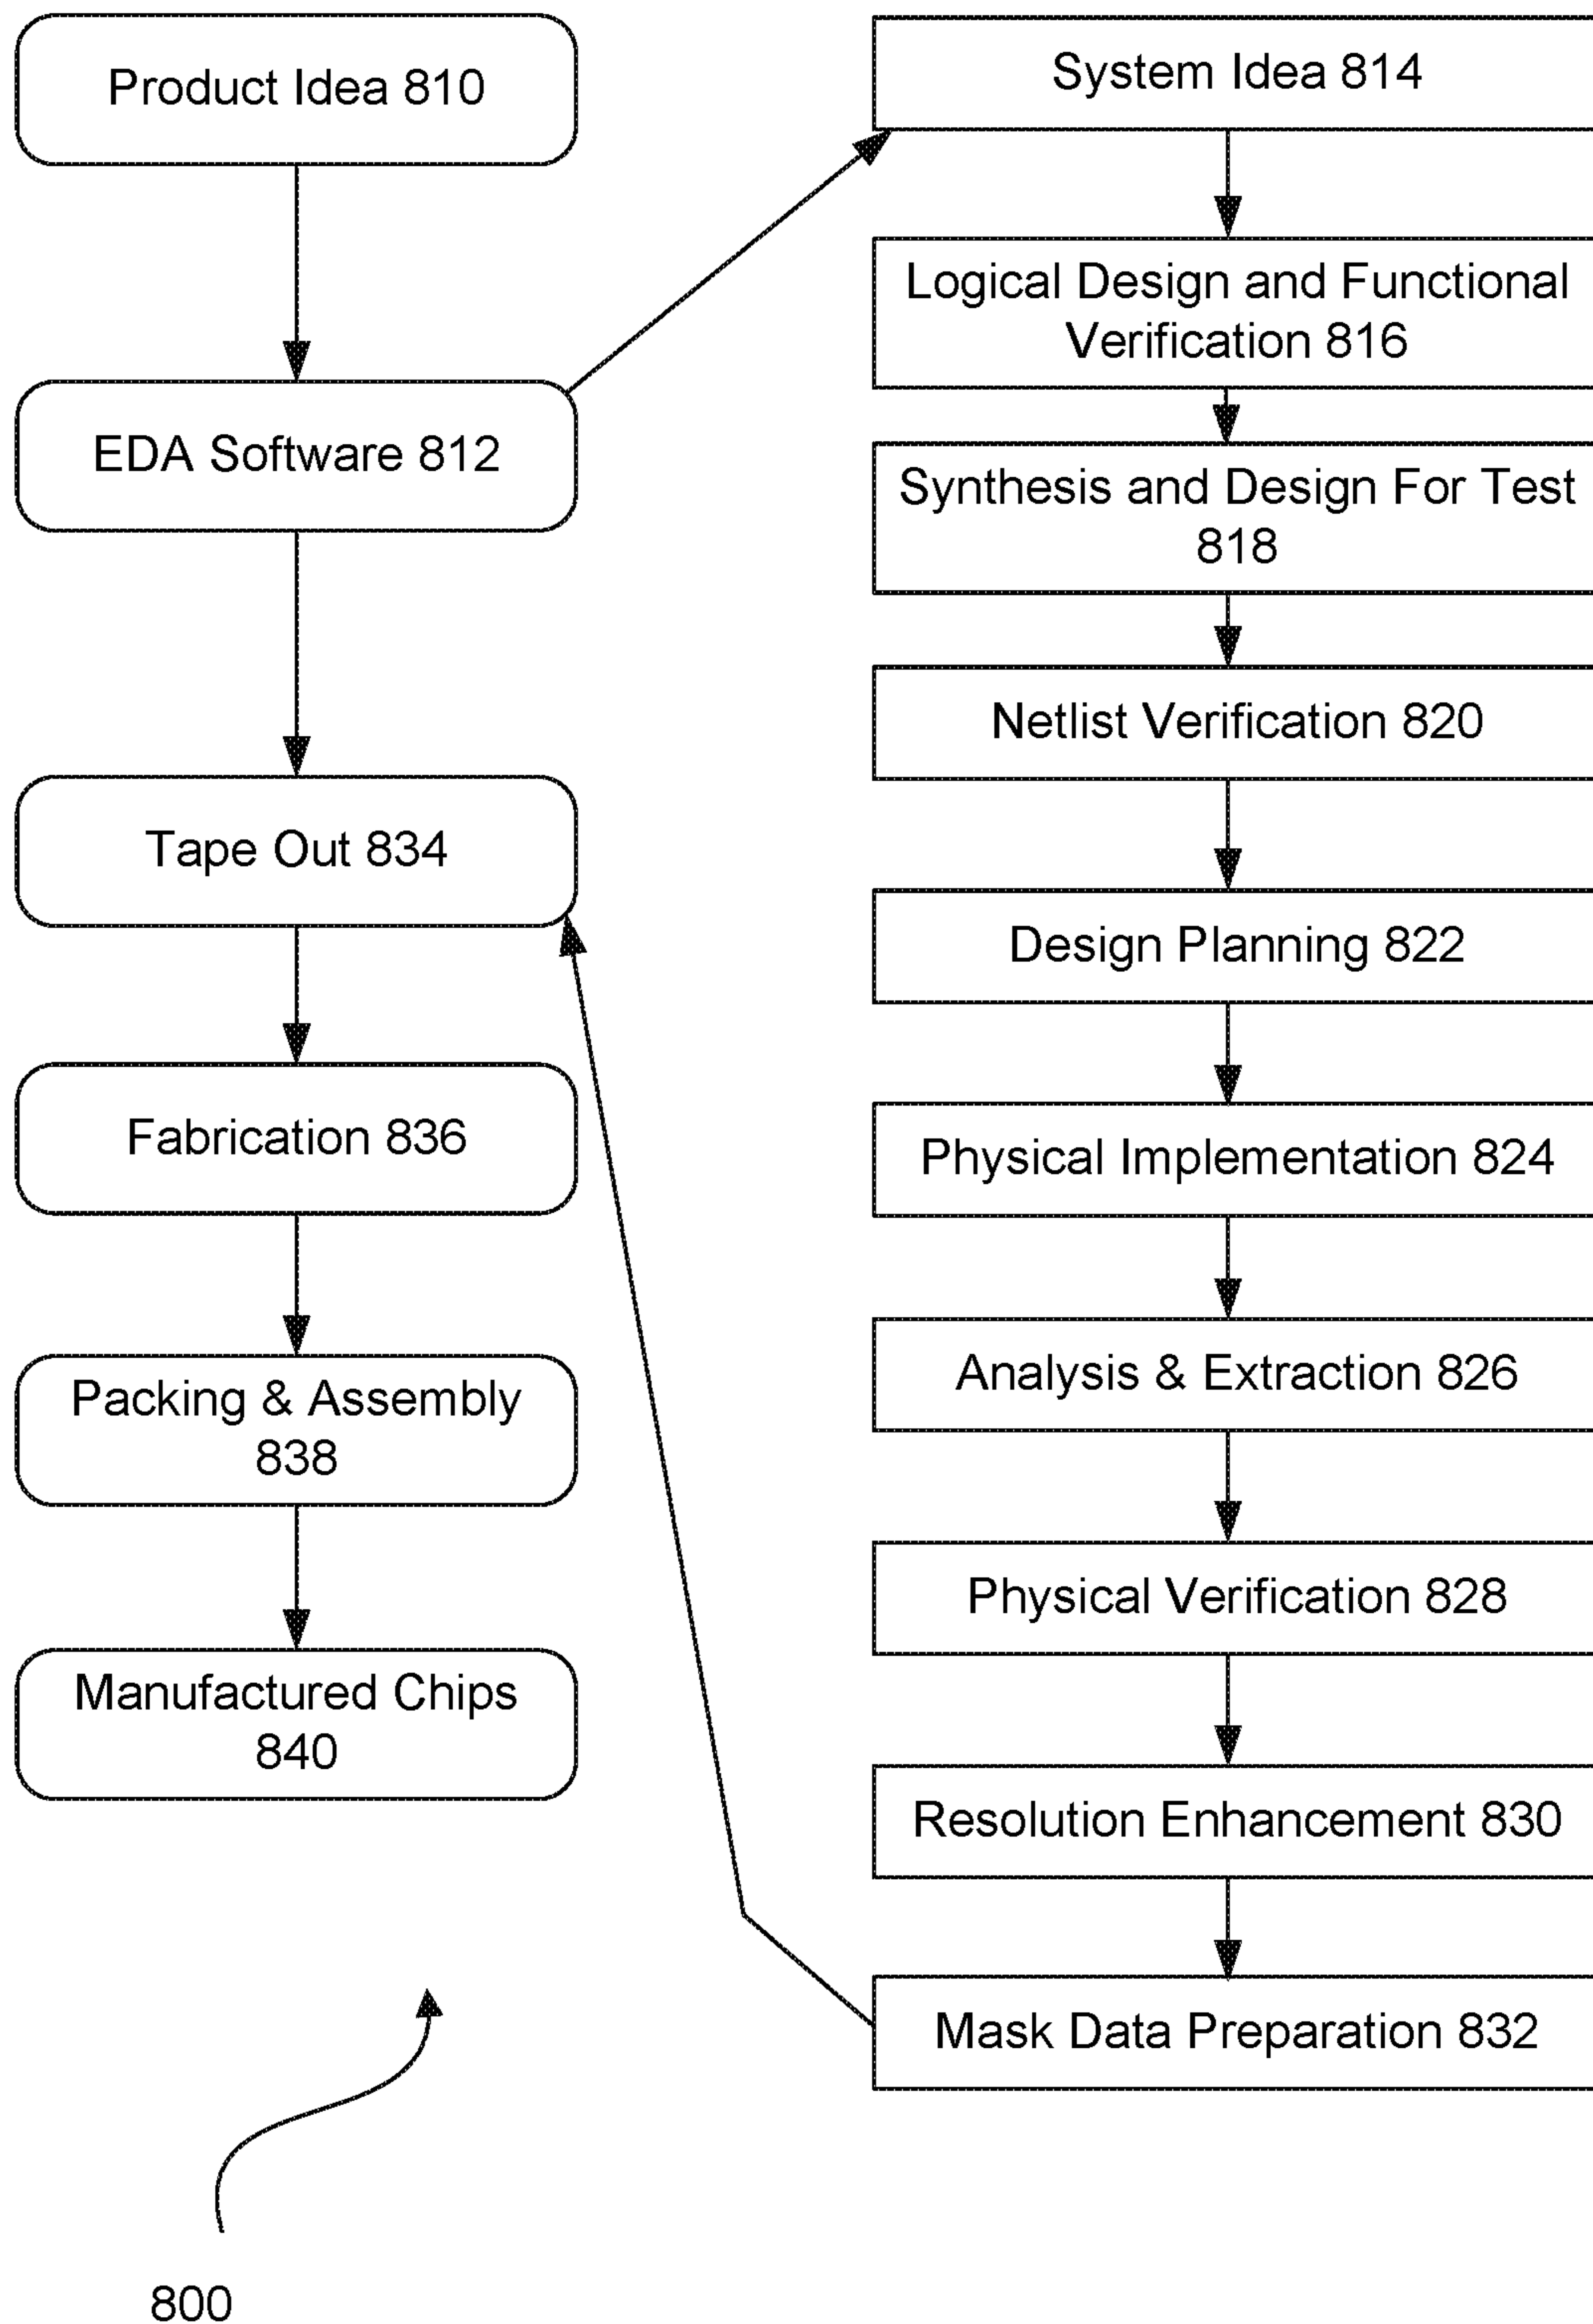 Product Idea 810
EDA Software 812
Tape Out 834
Fabrication 836
Packing & Assembly
838
Manufactured Chips
840
System Idea 814
Logical Design and Functional
Verification 816
Synthesis and Design For Test
818
Netlist Verification 820
Design Planning 822
Physical Implementation 824
Analysis & Extraction 826
Physical Verification 828
Resolution Enhancement 830
Mask Data Preparation 832
800